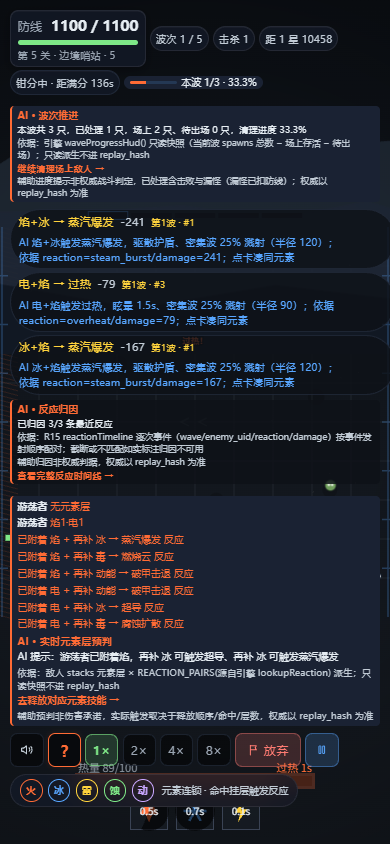 防线 1100 / 1100
第 5 关 · 边境哨站 · 5
波次 1 / 5
击杀 1
距 1 星 10458
钳分中 · 距满分 136s
本波 1/3 · 33.3%
AI · 波次推进
本波共 3 只，已处理 1 只，场上 2 只、待出场 0 只，清理进度 33.3%
依据：引擎 waveProgressHud() 只读快照（当前波 spawns 总数 − 场上存活 − 待出场）；只读派生不进 replay_hash
继续清理场上敌人 →
辅助进度提示非权威战斗判定，已处理含击败与漏怪（漏怪已扣防线）；权威以 replay_hash 为准
焰+冰 → 蒸汽爆发 -241 第1波 · #1
AI 焰+冰触发蒸汽爆发，驱散护盾、密集波 25% 溅射（半径 120）；
依据 reaction=steam_burst/damage=241；点卡凑同元素
电+焰 → 过热 -79 第1波 · #3
AI 电+焰触发过热，眩晕 1.5s、密集波 25% 溅射（半径 90）；依据
reaction=overheat/damage=79；点卡凑同元素
冰+焰 → 蒸汽爆发 -167 第1波 · #1
AI 冰+焰触发蒸汽爆发，驱散护盾、密集波 25% 溅射（半径 120）；
依据 reaction=steam_burst/damage=167；点卡凑同元素
AI · 反应归因
已归因 3/3 条最近反应
依据：R15 reactionTimeline 逐次事件（wave/enemy_uid/reaction/damage）按事件发射顺序配对；截断或不匹配如实标注归因不可用
辅助归因非权威判据，权威以 replay_hash 为准
查看完整反应时间线 →
游荡者 无元素层
游荡者 焰1·电1
已附着 焰 + 再补 冰 → 蒸汽爆发 反应
已附着 焰 + 再补 毒 → 燃烧云 反应
已附着 焰 + 再补 动能 → 破甲击退 反应
已附着 电 + 再补 动能 → 破甲击退 反应
已附着 电 + 再补 冰 → 超导 反应
已附着 电 + 再补 毒 → 腐蚀扩散 反应
AI · 实时元素层预判
AI 提示：游荡者已附着焰，再补 冰 可触发超导、再补 冰 可触发蒸汽爆发
依据：敌人 stacks 元素层 × REACTION_PAIRS(源自引擎 lookupReaction) 派生；只读快照不进 replay_hash
去释放对应元素技能 →
辅助预判非伤害承诺，实际触发取决于释放顺序/命中/层数，权威以 replay_hash 为准
?
1×
2×
4×
8×
放弃
热量 89/100
过热 1s
火 冰 雷 蚀 动 元素连锁 · 命中挂层触发反应
0.5s
0.7s